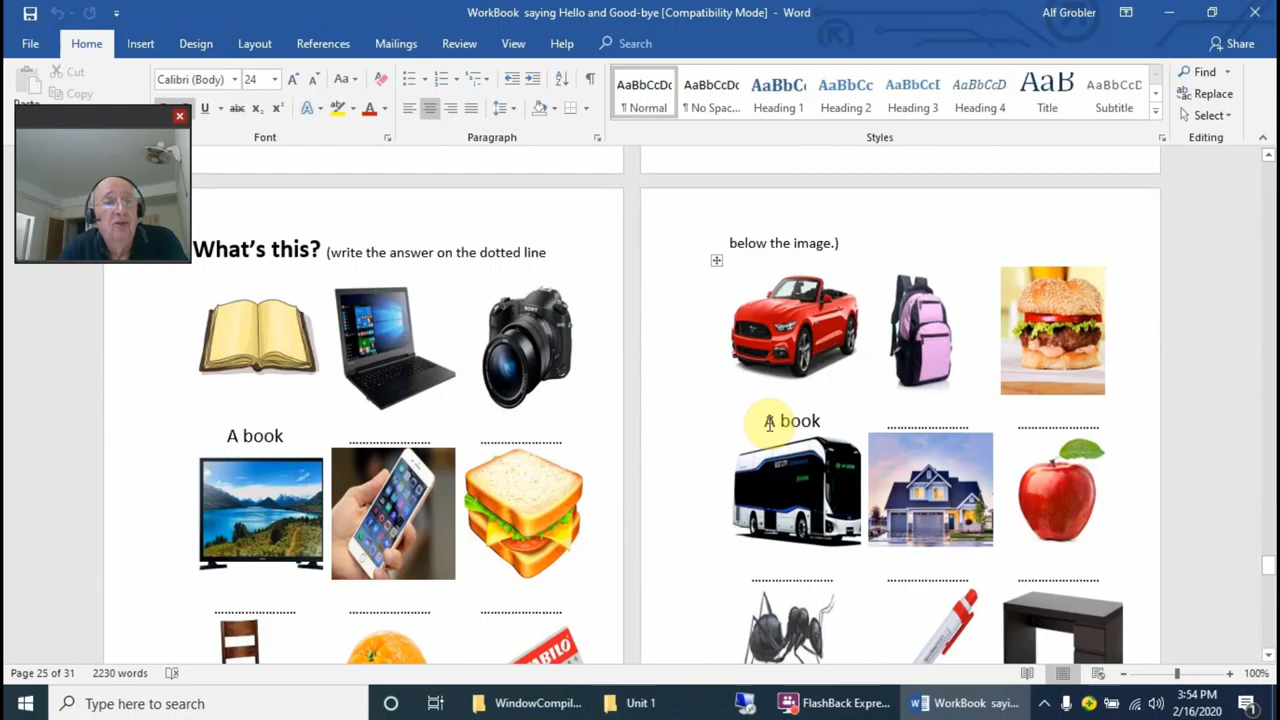 WorkBook saying Hello and Good-bye [Compatibility Mode] - Word
Alf Grobler
File Home Insert Design Layout References Mailings Review View Help Search Share
Cut
Copy
Calibri (Body) 24
Font
Paragraph
AaBbCcDc AaBbCcDc AaBbCc AaBbCc AaBbCcI AaBbCcI AaB AaBbCcD
¶ Normal ¶ No Spac... Heading 1 Heading 2 Heading 3 Heading 4 Title Subtitle
Styles
Find
Replace
Select
Editing
What's this? (write the answer on the dotted line
A book
below the image.)
A book
SONY
STABILO
Page 25 of 31 2230 words 100%
Type here to search
WindowCompil...
Unit 1
FlashBack Expre...
WorkBook sayi...
3:54 PM
2/16/2020